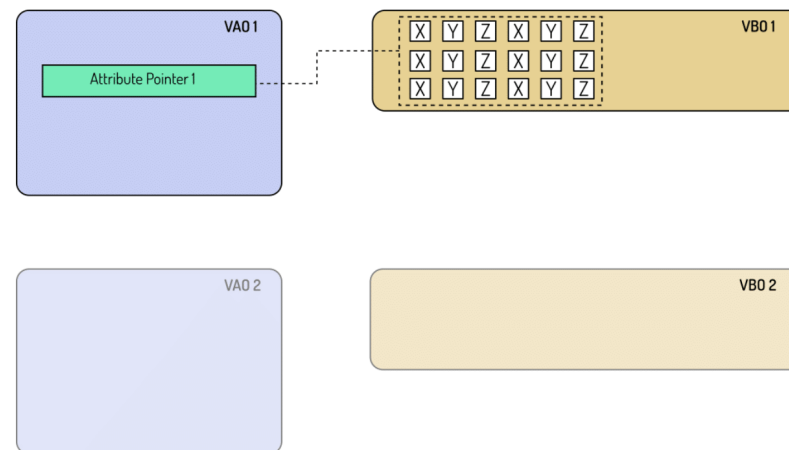 VAO 1
VBO 1
Attribute Pointer 1
X Y Z X Y Z
X Y Z X Y Z
X Y Z X Y Z
VAO 2
VBO 2